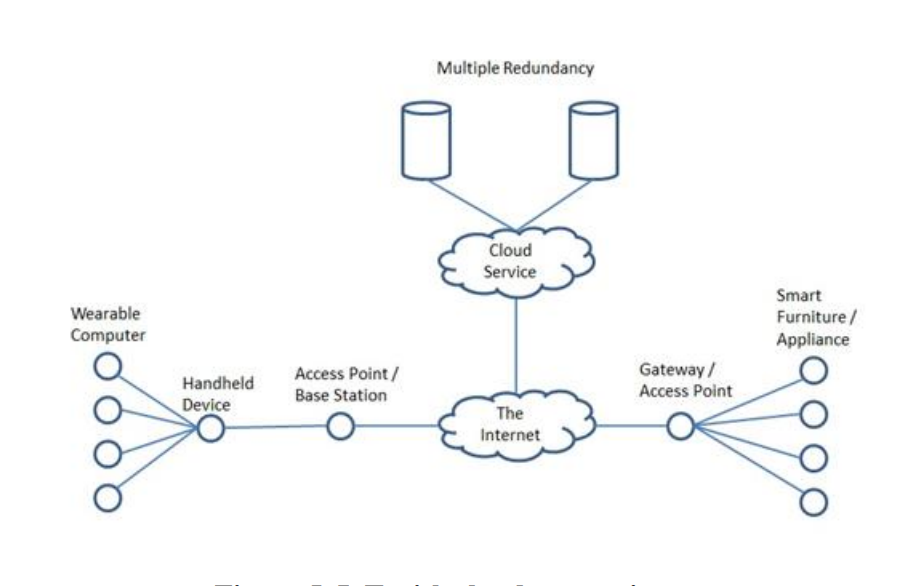 Multiple Redundancy
Cloud
Service
Wearable
Computer
Handheld
Device
Access Point /
Base Station
The
Internet
Gateway /
Access Point
Smart
Furniture /
Appliance